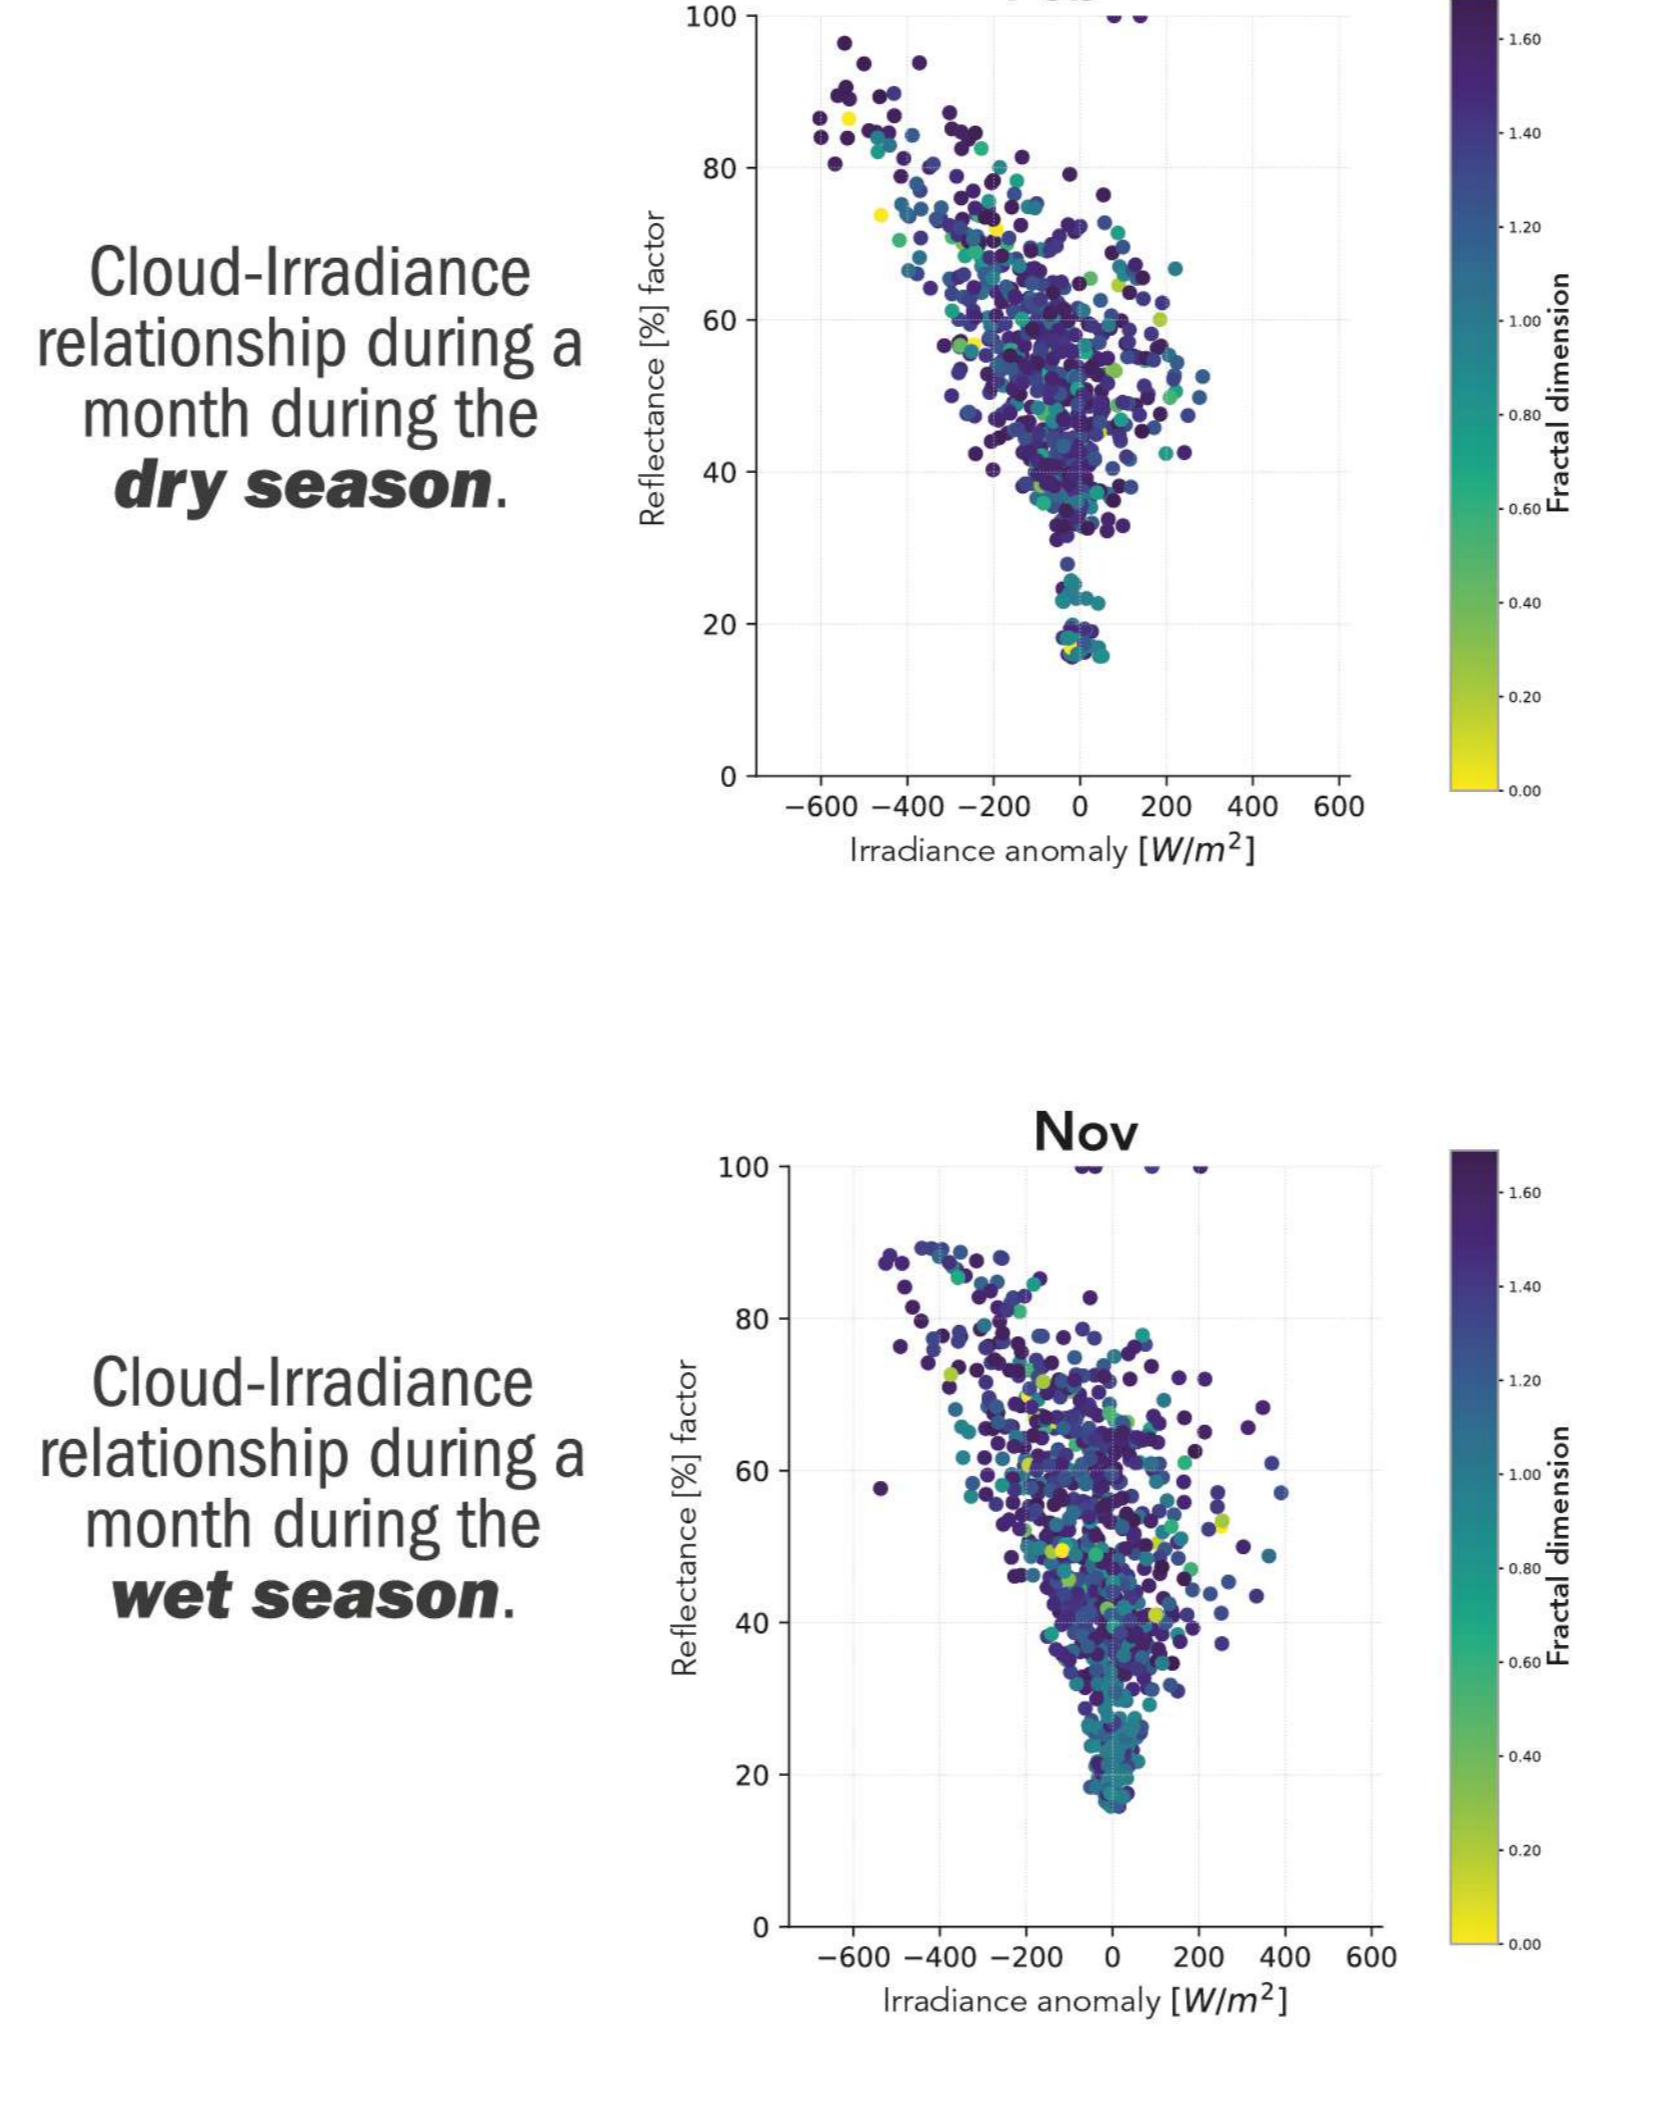 Cloud-Irradiance
relationship during a
month during the
dry season.
100
80
60
40
20
0
Reflectance [%] factor
−600 −400 −200 0 200 400 600
Irradiance anomaly [W/m²]
1.60
1.40
1.20
1.00
0.80
0.60
0.40
0.20
0.00
Fractal dimension
Cloud-Irradiance
relationship during a
month during the
wet season.
Nov
100
80
60
40
20
0
Reflectance [%] factor
−600 −400 −200 0 200 400 600
Irradiance anomaly [W/m²]
1.60
1.40
1.20
1.00
0.80
0.60
0.40
0.20
0.00
Fractal dimension